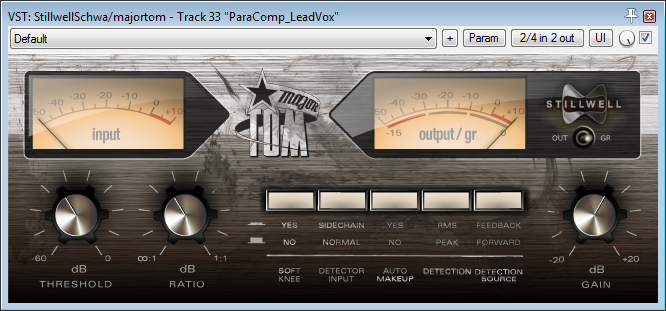 VST: StillwellSchwa/majortom - Track 33 "ParaComp_LeadVox"
Default + Param 2/4 in 2 out UI
-50 -40 -30 -20 -10 0 +10
input
major
TOM
-50 -40 -30 -20 -10 0 +10
-15 0
output/gr
STILLWELL
OUT GR
YES SIDECHAIN YES RMS FEEDBACK
NO NORMAL NO PEAK FORWARD
-60 0
dB
THRESHOLD
∞:1 1:1
dB
RATIO
SOFT KNEE
DETECTOR INPUT
AUTO MAKEUP
DETECTION
DETECTION SOURCE
-20 +20
dB
GAIN